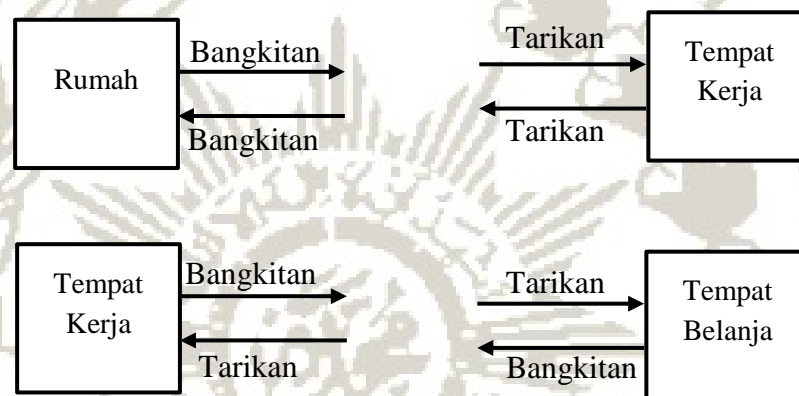 Rumah
Bangkitan
Bangkitan
Tarikan
Tarikan
Tempat
Kerja
Tempat
Kerja
Bangkitan
Tarikan
Tarikan
Bangkitan
Tempat
Belanja